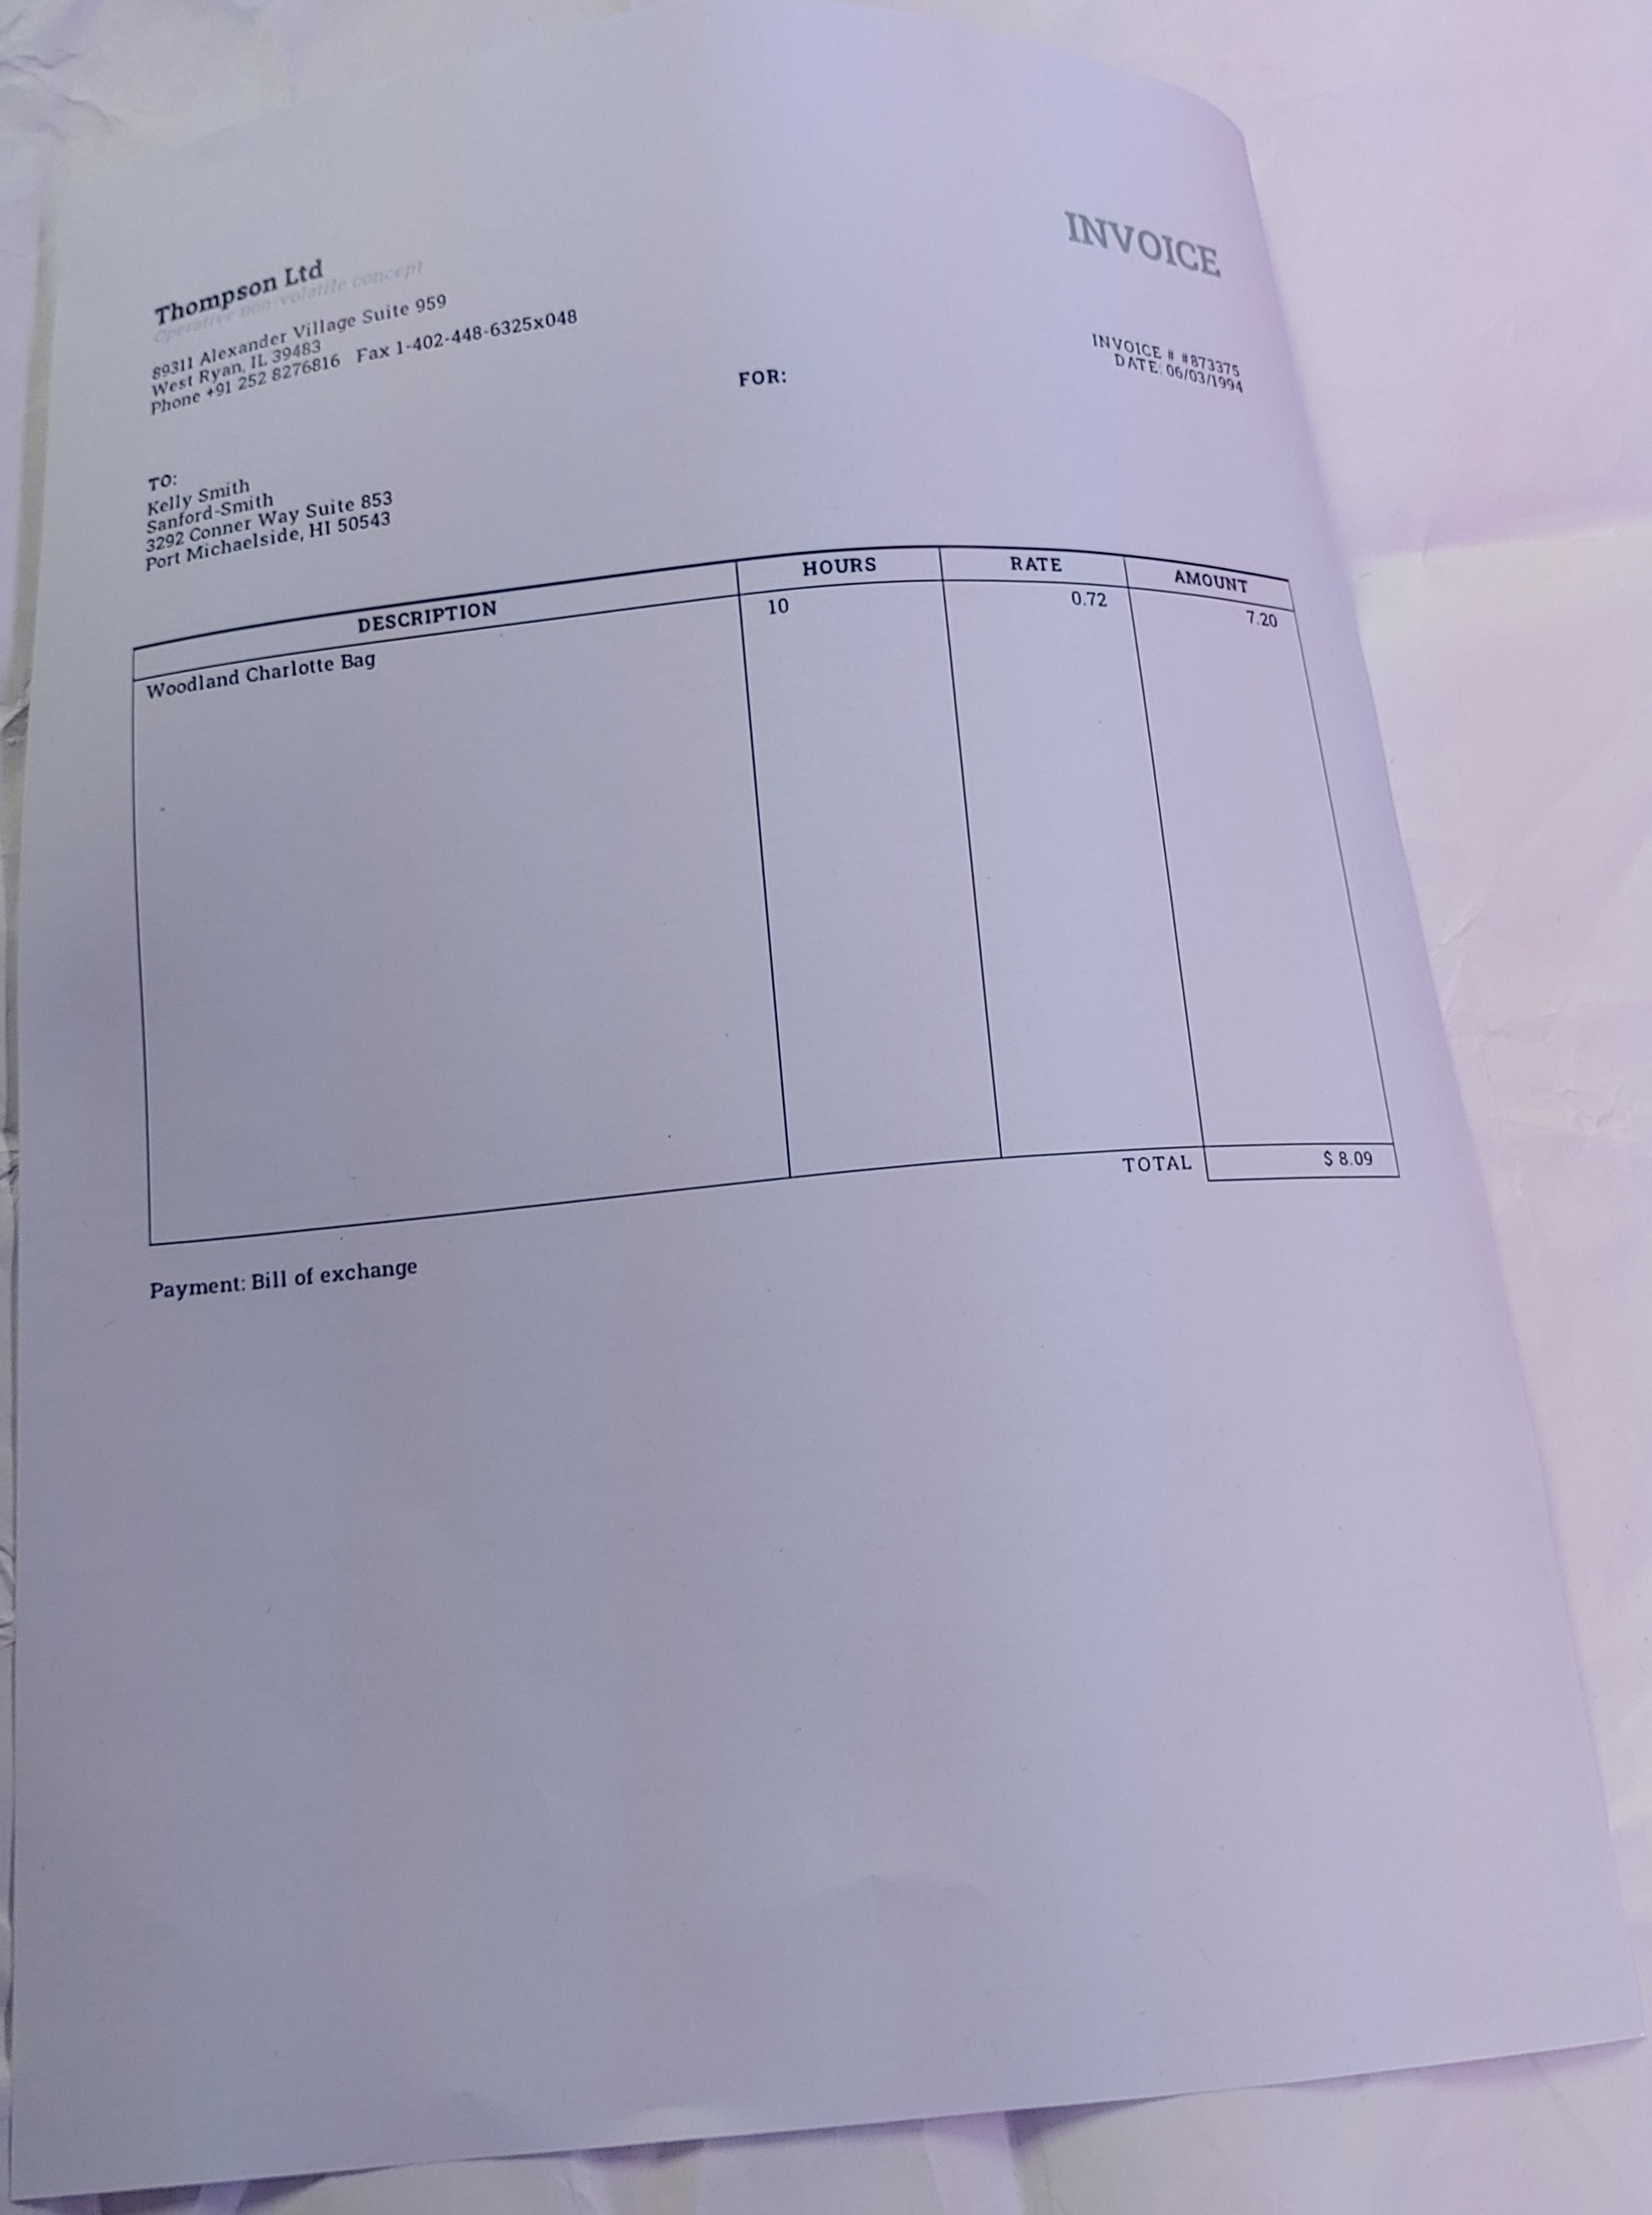 INVOICE
Thompson Ltd
Operative non-volatile concept
89311 Alexander Village Suite 959
West Ryan, IL 39483
Phone +91 252 8276816 Fax 1-402-448-6325x048
INVOICE # #873375
DATE: 06/03/1994
FOR:
TO:
Kelly Smith
Sanford-Smith
3292 Conner Way Suite 853
Port Michaelside, HI 50543
DESCRIPTION HOURS RATE AMOUNT
Woodland Charlotte Bag 10 0.72 7.20
TOTAL $ 8.09
Payment: Bill of exchange